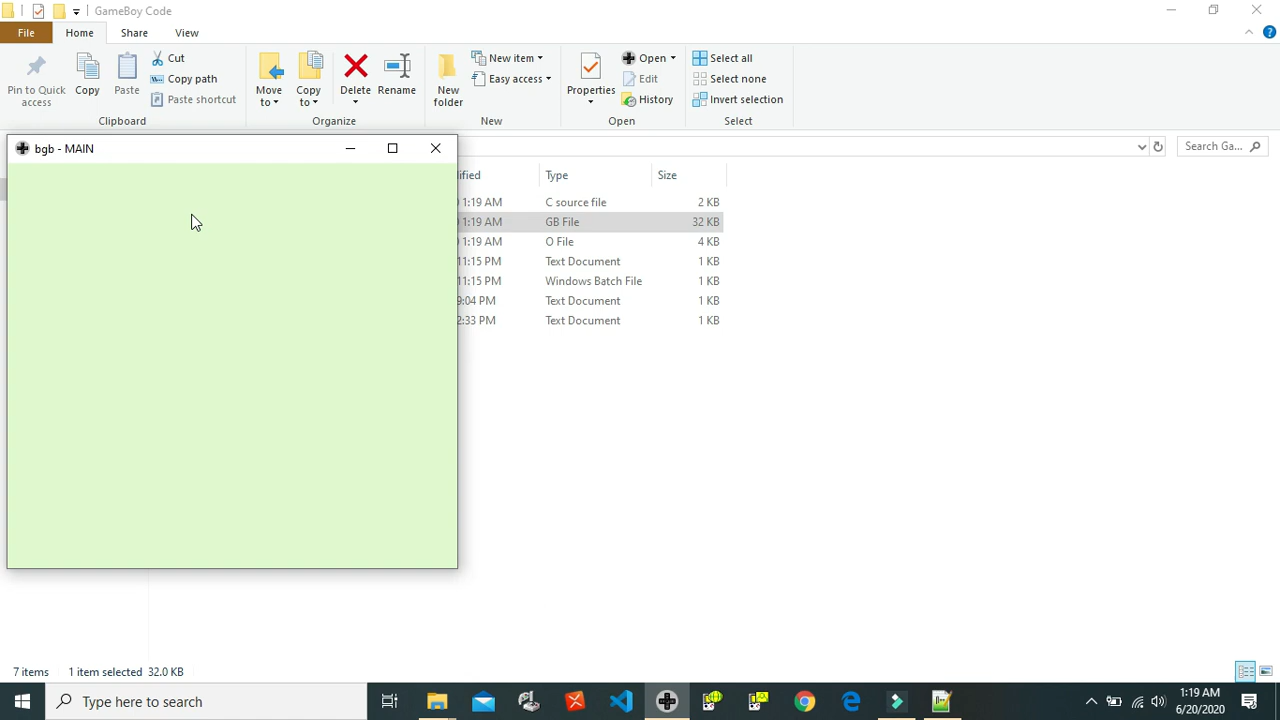 GameBoy Code
File Home Share View
Pin to Quick access
Copy
Paste
Cut
Copy path
Paste shortcut
Clipboard
Move to
Copy to
Delete
Rename
Organize
New folder
New item
Easy access
New
Properties
Open
Edit
History
Open
Select all
Select none
Invert selection
Select
bgb - MAIN
Search Ga...
ified Type Size
1:19 AM C source file 2 KB
1:19 AM GB File 32 KB
1:19 AM O File 4 KB
11:15 PM Text Document 1 KB
11:15 PM Windows Batch File 1 KB
9:04 PM Text Document 1 KB
2:33 PM Text Document 1 KB
7 items 1 item selected 32.0 KB
Type here to search
1:19 AM
6/20/2020